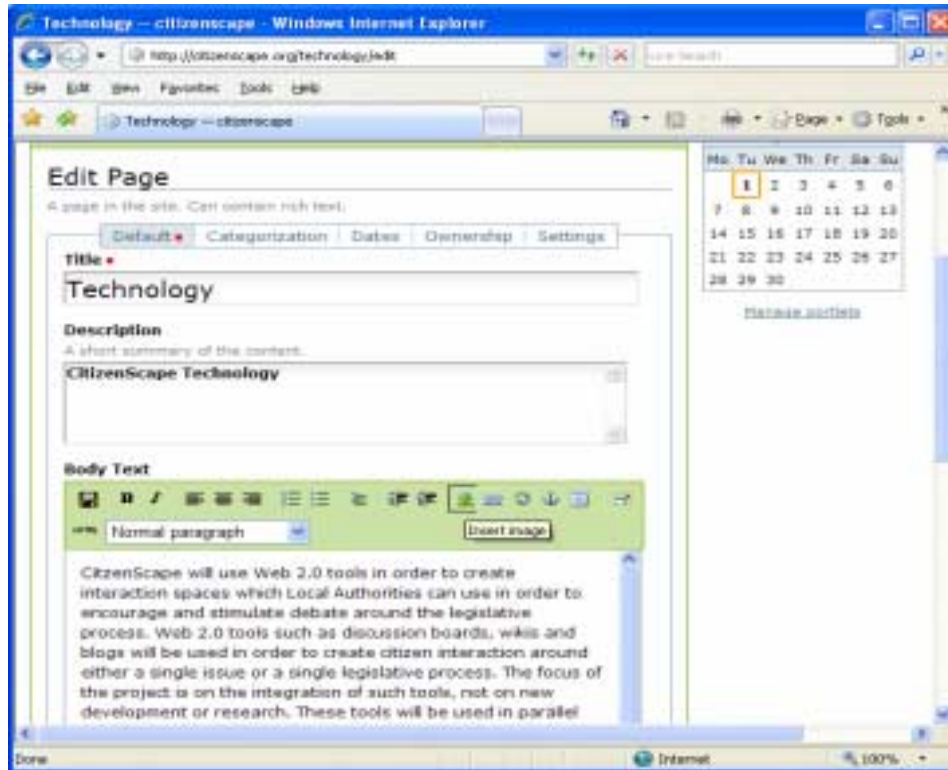 Technology — citizenscape - Windows Internet Explorer
http://citizenscape.org/technology/edit
Live Search
File Edit View Favorites Tools Help
Technology — citizenscape
Page Tools
Edit Page
A page in the site. Can contain rich text.
Default Categorization Dates Ownership Settings
Title
Technology
Description
A short summary of the content.
CitizenScape Technology
Body Text
B I
HTML Normal paragraph
Insert image
CitzenScape will use Web 2.0 tools in order to create
interaction spaces which Local Authorities can use in order to
encourage and stimulate debate around the legislative
process. Web 2.0 tools such as discussion boards, wikis and
blogs will be used in order to create citizen interaction around
either a single issue or a single legislative process. The focus of
the project is on the integration of such tools, not on new
development or research. These tools will be used in parallel
Mo Tu We Th Fr Sa Su
1 2 3 4 5 6
7 8 9 10 11 12 13
14 15 16 17 18 19 20
21 22 23 24 25 26 27
28 29 30
Manage portlets
Done Internet 100%